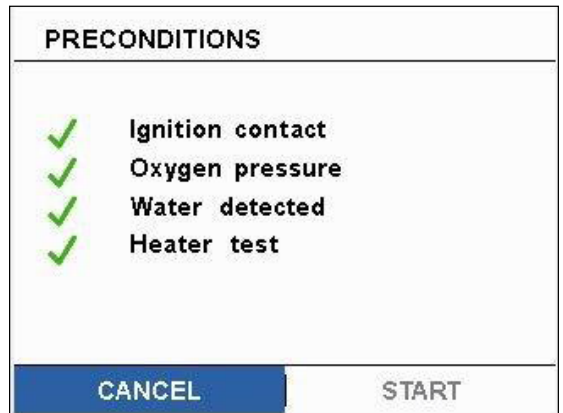 PRECONDITIONS
Ignition contact
Oxygen pressure
Water detected
Heater test
CANCEL START